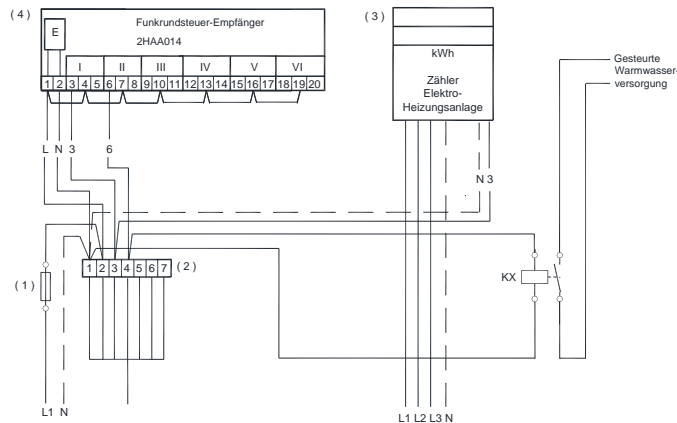 ( 4 )
Funkrundsteuer-Empfänger
2HAA014
E
I II III IV V VI
1 2 3 4 5 6 7 8 9 10 11 12 13 14 15 16 17 18 19 20
L N 3 6
( 3 )
kWh
Zähler
Elektro-
Heizungsanlage
Gesteurte
Warmwasser-
versorgung
N 3
1 2 3 4 5 6 7 ( 2 )
( 1 )
KX
L1 N
L1 L2 L3 N